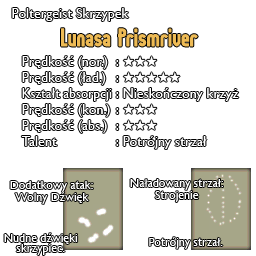 Poltergeist Skrzypek
Lunasa Prismriver
Prędkość (nor.) : ☆☆☆
Prędkość (ład.) : ☆☆☆☆☆
Kształt absorpcji : Nieskończony krzyż
Prędkość (kon.) : ☆☆☆
Prędkość (abs.) : ☆☆☆
Talent : Potrójny strzał
Dodatkowy atak:
Wolny Dźwięk
Nudne dźwięki
skrzypiec.
Naładowany strzał:
Strojenie
Potrójny strzał.